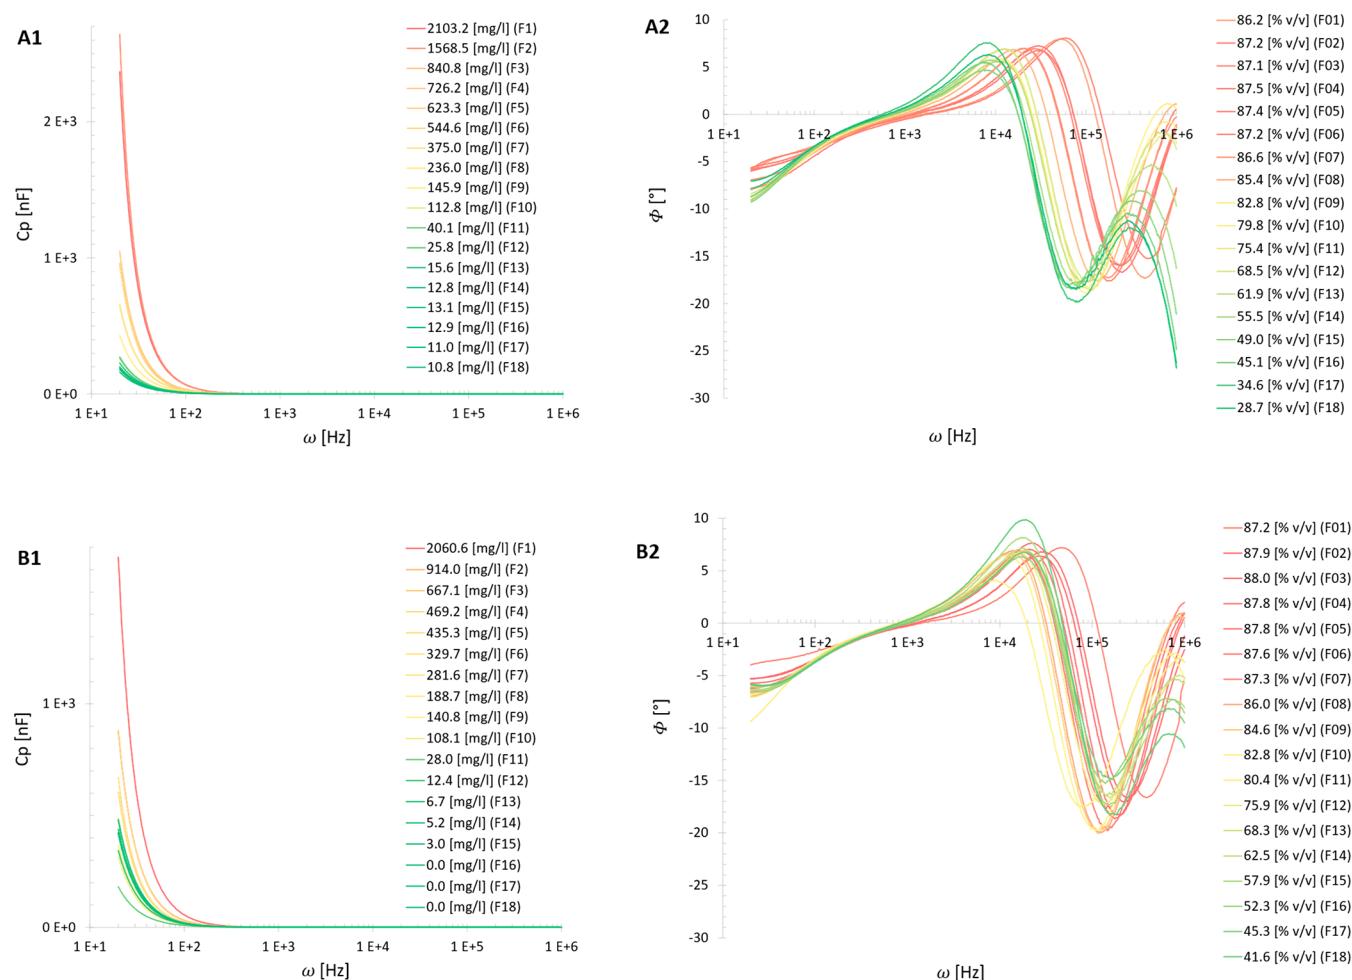 A1
Cp [nF]
2 E+3
1 E+3
0 E+0
1 E+1
1 E+2
1 E+3
1 E+4
1 E+5
1 E+6
ω [Hz]
2103.2 [mg/l] (F1)
1568.5 [mg/l] (F2)
840.8 [mg/l] (F3)
726.2 [mg/l] (F4)
623.3 [mg/l] (F5)
544.6 [mg/l] (F6)
375.0 [mg/l] (F7)
236.0 [mg/l] (F8)
145.9 [mg/l] (F9)
112.8 [mg/l] (F10)
40.1 [mg/l] (F11)
25.8 [mg/l] (F12)
15.6 [mg/l] (F13)
12.8 [mg/l] (F14)
13.1 [mg/l] (F15)
12.9 [mg/l] (F16)
11.0 [mg/l] (F17)
10.8 [mg/l] (F18)
A2
Φ [°]
10
5
0
-5
-10
-15
-20
-25
-30
1 E+1
1 E+2
1 E+3
1 E+4
1 E+5
1 E+6
ω [Hz]
86.2 [% v/v] (F01)
87.2 [% v/v] (F02)
87.1 [% v/v] (F03)
87.5 [% v/v] (F04)
87.4 [% v/v] (F05)
87.2 [% v/v] (F06)
86.6 [% v/v] (F07)
85.4 [% v/v] (F08)
82.8 [% v/v] (F09)
79.8 [% v/v] (F10)
75.4 [% v/v] (F11)
68.5 [% v/v] (F12)
61.9 [% v/v] (F13)
55.5 [% v/v] (F14)
49.0 [% v/v] (F15)
45.1 [% v/v] (F16)
34.6 [% v/v] (F17)
28.7 [% v/v] (F18)
B1
Cp [nF]
1 E+3
0 E+0
1 E+1
1 E+2
1 E+3
1 E+4
1 E+5
1 E+6
ω [Hz]
2060.6 [mg/l] (F1)
914.0 [mg/l] (F2)
667.1 [mg/l] (F3)
469.2 [mg/l] (F4)
435.3 [mg/l] (F5)
329.7 [mg/l] (F6)
281.6 [mg/l] (F7)
188.7 [mg/l] (F8)
140.8 [mg/l] (F9)
108.1 [mg/l] (F10)
28.0 [mg/l] (F11)
12.4 [mg/l] (F12)
6.7 [mg/l] (F13)
5.2 [mg/l] (F14)
3.0 [mg/l] (F15)
0.0 [mg/l] (F16)
0.0 [mg/l] (F17)
0.0 [mg/l] (F18)
B2
Φ [°]
10
5
0
-5
-10
-15
-20
-25
-30
1 E+1
1 E+2
1 E+3
1 E+4
1 E+5
1 E+6
ω [Hz]
87.2 [% v/v] (F01)
87.9 [% v/v] (F02)
88.0 [% v/v] (F03)
87.8 [% v/v] (F04)
87.8 [% v/v] (F05)
87.6 [% v/v] (F06)
87.3 [% v/v] (F07)
86.0 [% v/v] (F08)
84.6 [% v/v] (F09)
82.8 [% v/v] (F10)
80.4 [% v/v] (F11)
75.9 [% v/v] (F12)
68.3 [% v/v] (F13)
62.5 [% v/v] (F14)
57.9 [% v/v] (F15)
52.3 [% v/v] (F16)
45.3 [% v/v] (F17)
41.6 [% v/v] (F18)